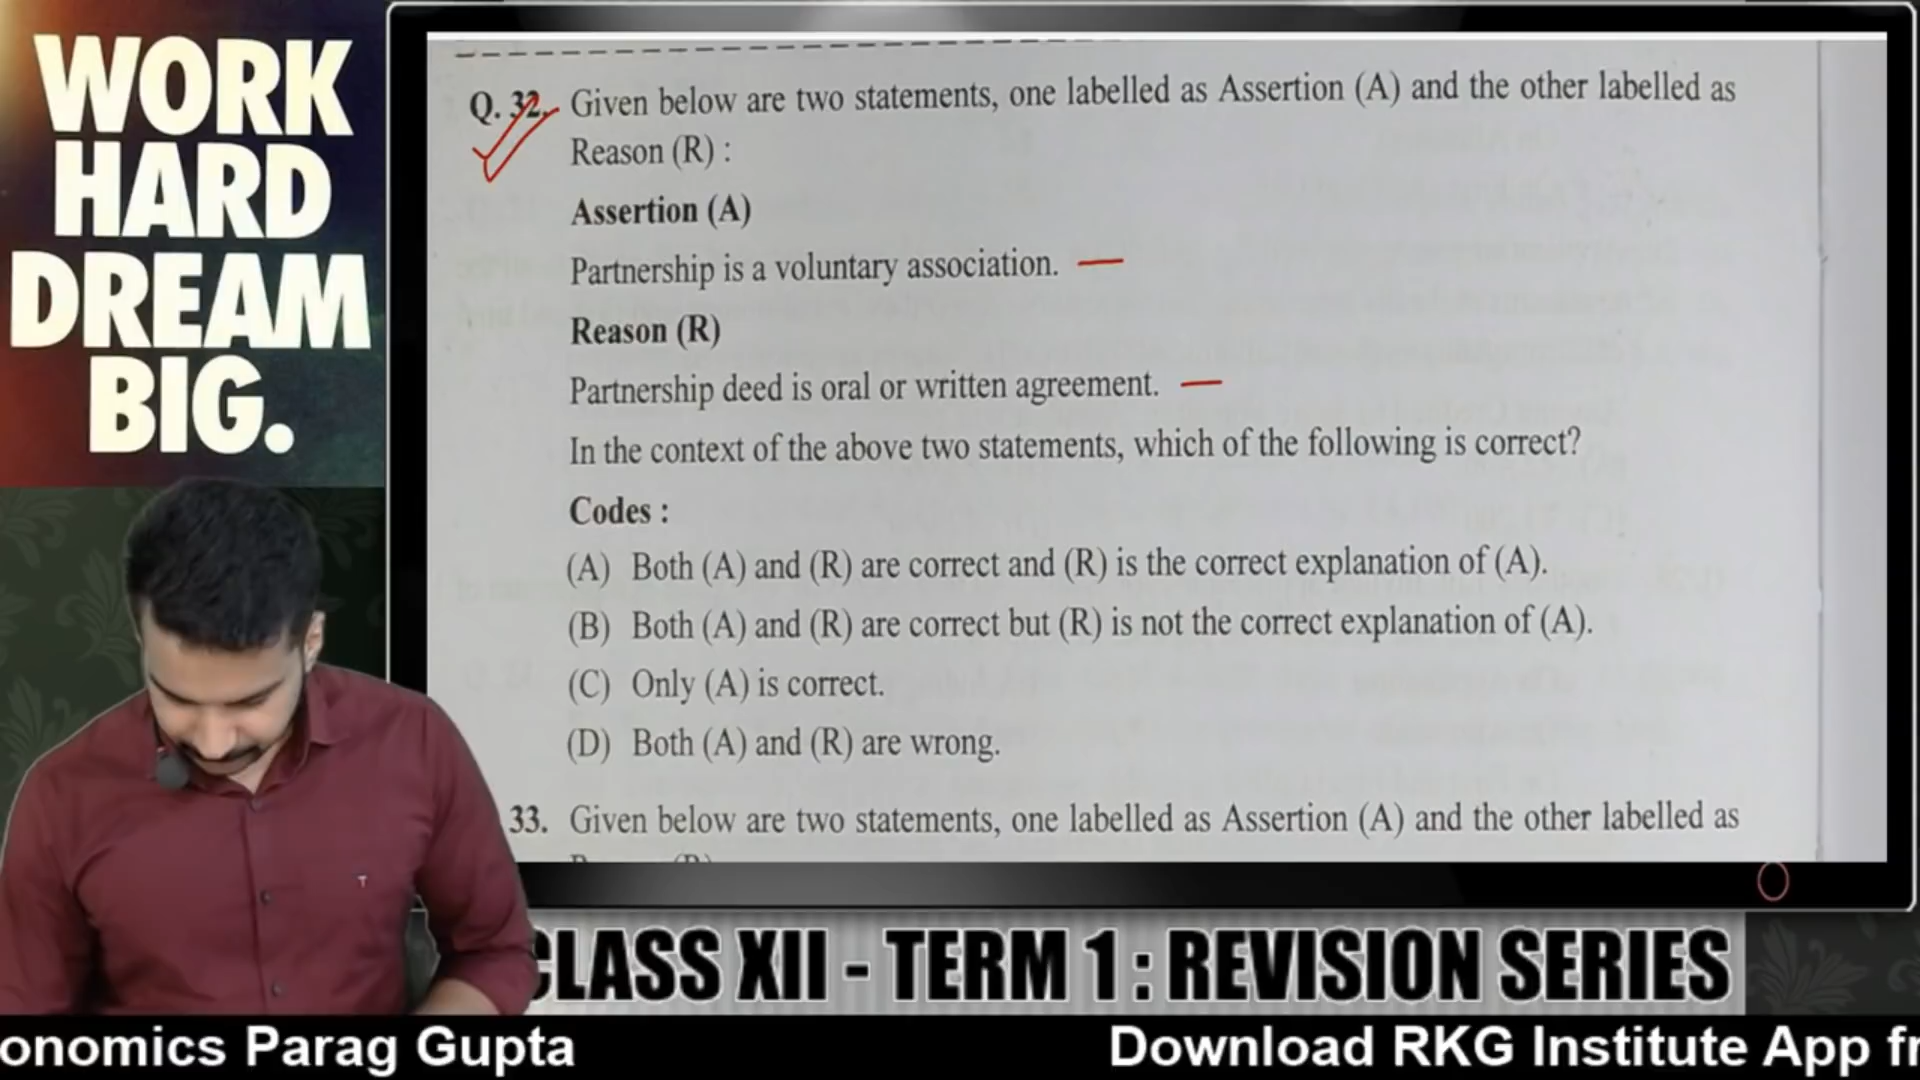 WORK
HARD
DREAM
BIG.
Q. 32. Given below are two statements, one labelled as Assertion (A) and the other labelled as
Reason (R) :
Assertion (A)
Partnership is a voluntary association.
Reason (R)
Partnership deed is oral or written agreement.
In the context of the above two statements, which of the following is correct?
Codes :
(A) Both (A) and (R) are correct and (R) is the correct explanation of (A).
(B) Both (A) and (R) are correct but (R) is not the correct explanation of (A).
(C) Only (A) is correct.
(D) Both (A) and (R) are wrong.
33. Given below are two statements, one labelled as Assertion (A) and the other labelled as
T
CLASS XII - TERM 1 : REVISION SERIES
onomics Parag Gupta
Download RKG Institute App fr